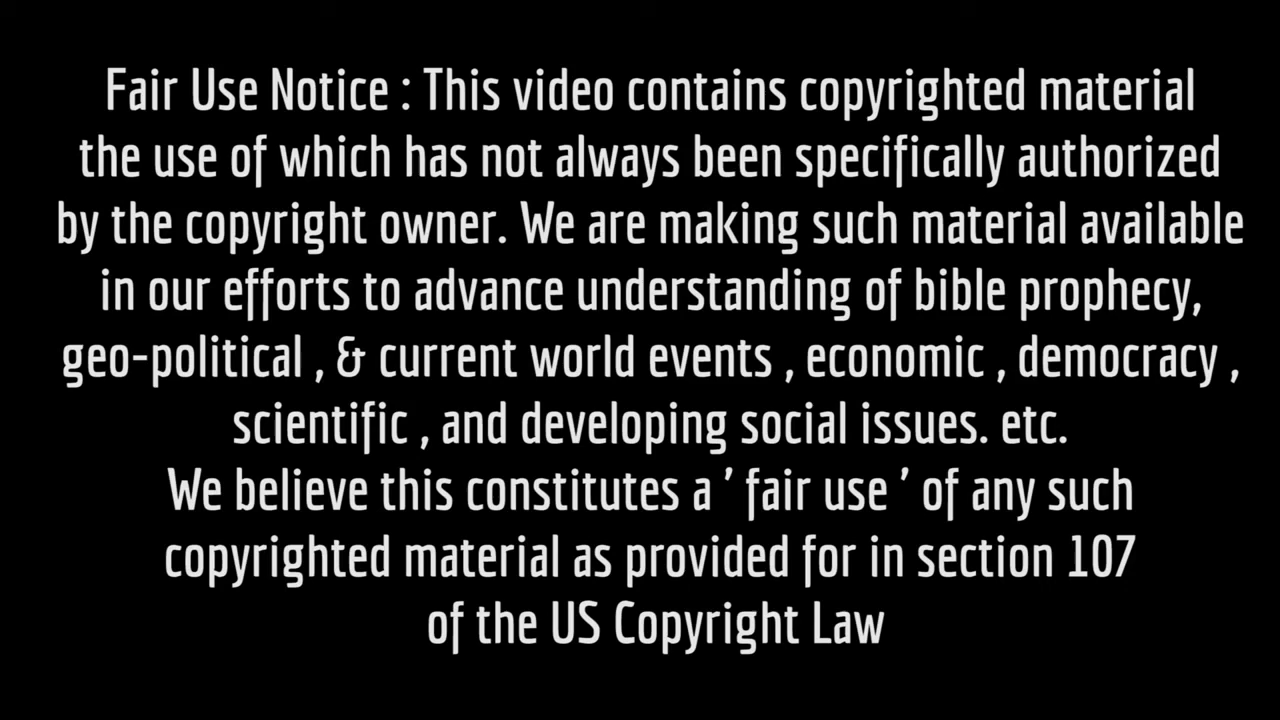 Fair Use Notice : This video contains copyrighted material
the use of which has not always been specifically authorized
by the copyright owner. We are making such material available
in our efforts to advance understanding of bible prophecy,
geo-political , & current world events , economic , democracy ,
scientific , and developing social issues. etc.
We believe this constitutes a ' fair use ' of any such
copyrighted material as provided for in section 107
of the US Copyright Law